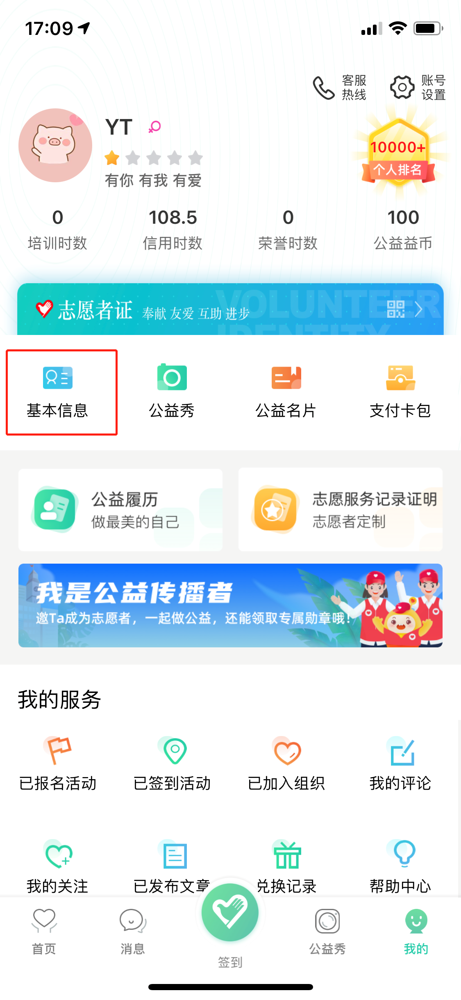 17:09
客服
热线
账号
设置
YT
10000+
个人排名
有你 有我 有爱
0
108.5
0
100
培训时数
信用时数
荣誉时数
公益益币
VOLUNTEER
IDENTITY
志愿者证 奉献 友爱 互助 进步
基本信息
公益秀
公益名片
支付卡包
公益履历
做最美的自己
志愿服务记录证明
志愿者定制
我是公益传播者
邀Ta成为志愿者，一起做公益，还能领取专属勋章哦！
我的服务
已报名活动
已签到活动
已加入组织
我的评论
我的关注
已发布文章
兑换记录
帮助中心
首页
消息
签到
公益秀
我的